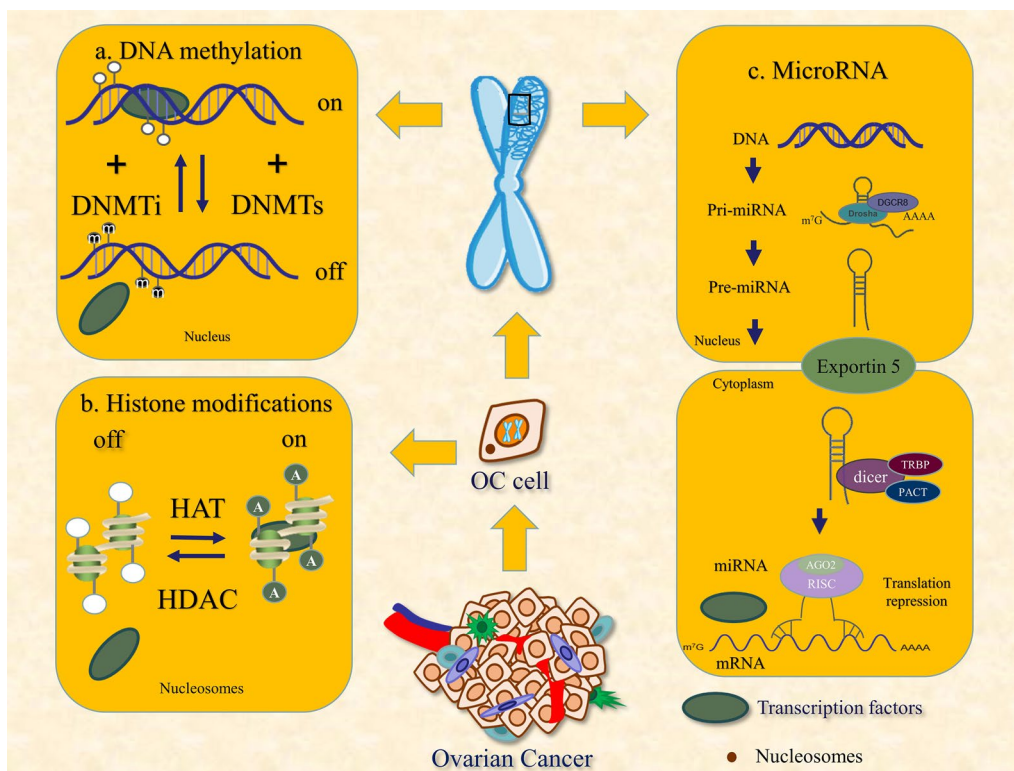 a. DNA methylation
on
+
+
DNMTi
DNMTs
m
m
m
m
off
Nucleus
b. Histone modifications
off
on
A
A
HAT
A
HDAC
A
Nucleosomes
OC cell
Ovarian Cancer
c. MicroRNA
DNA
Pri-miRNA
m⁷G
Drosha
DGCR8
AAAA
Pre-miRNA
Nucleus
Exportin 5
Cytoplasm
dicer
TRBP
PACT
miRNA
AGO2
RISC
Translation
repression
m⁷G
AAAA
mRNA
Transcription factors
Nucleosomes